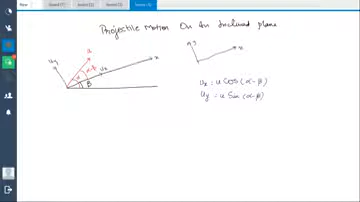 Projectile Motion On An Inclined plane
u
uy
x
α
α-β
ux
β
y
x
ux = u Cos (α-β)
uy = u Sin (α-β)